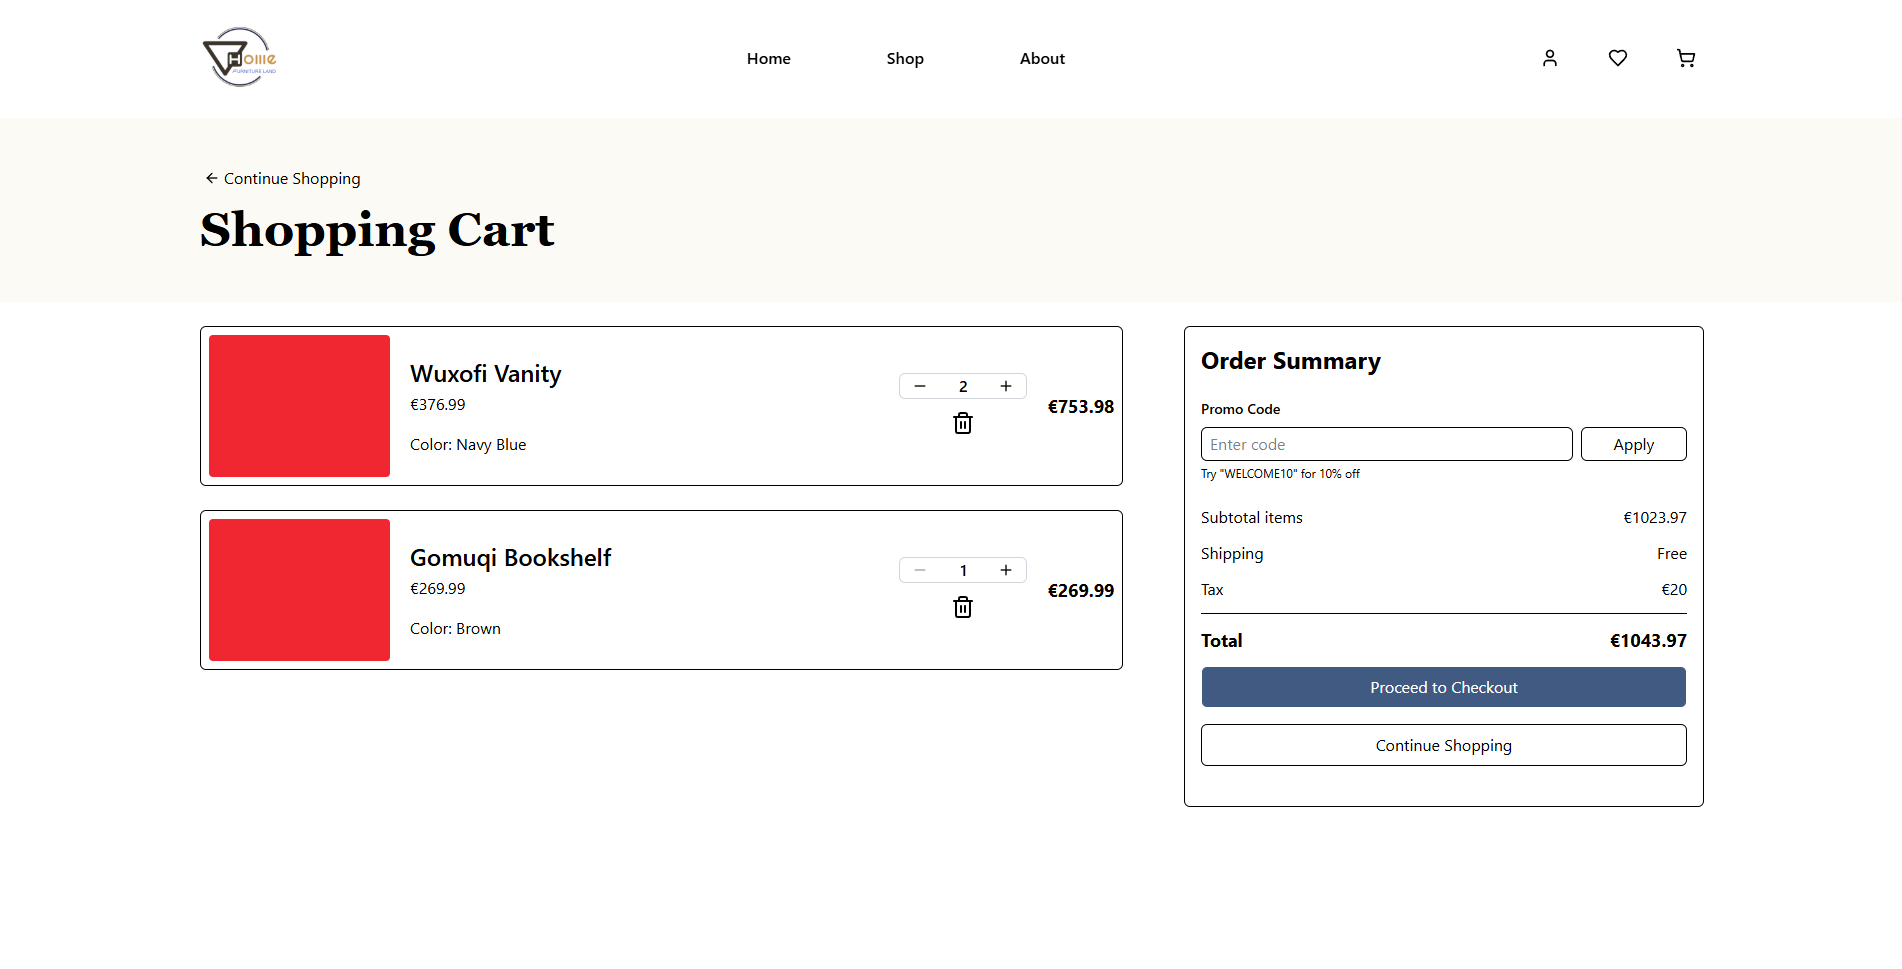 Home
FURNITURE LAND
Home
Shop
About
Continue Shopping
Shopping Cart
Wuxofi Vanity
€376.99
Color: Navy Blue
2
€753.98
Gomuqi Bookshelf
€269.99
Color: Brown
1
€269.99
Order Summary
Promo Code
Enter code
Apply
Try "WELCOME10" for 10% off
Subtotal items €1023.97
Shipping Free
Tax €20
Total €1043.97
Proceed to Checkout
Continue Shopping